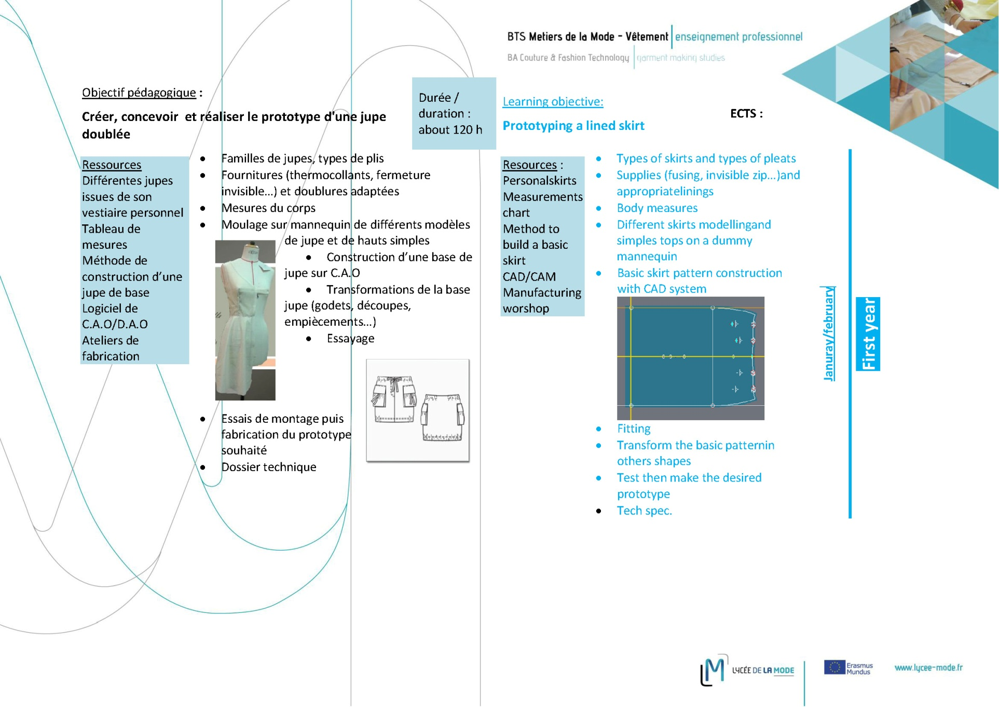 BTS Metiers de la Mode - Vêtement enseignement professionnel
BA Couture & Fashion Technology garment making studies
Objectif pédagogique :
Créer, concevoir et réaliser le prototype d'une jupe
doublée
Durée /
duration :
about 120 h
Learning objective:
Prototyping a lined skirt
ECTS :
Ressources
Différentes jupes
issues de son
vestiaire personnel
Tableau de
mesures
Méthode de
construction d’une
jupe de base
Logiciel de
C.A.O/D.A.O
Ateliers de
fabrication
• Familles de jupes, types de plis
• Fournitures (thermocollants, fermeture
invisible…) et doublures adaptées
• Mesures du corps
• Moulage sur mannequin de différents modèles
de jupe et de hauts simples
• Construction d’une base de
jupe sur C.A.O
• Transformations de la base
jupe (godets, découpes,
empiècements…)
• Essayage
• Essais de montage puis
fabrication du prototype
souhaité
• Dossier technique
Resources :
Personalskirts
Measurements
chart
Method to
build a basic
skirt
CAD/CAM
Manufacturing
worshop
• Types of skirts and types of pleats
• Supplies (fusing, invisible zip…)and
appropriatelinings
• Body measures
• Different skirts modellingand
simples tops on a dummy
mannequin
• Basic skirt pattern construction
with CAD system
• Fitting
• Transform the basic patternin
others shapes
• Test then make the desired
prototype
• Tech spec.
Januray/february
First year
LM LYCÉE DE LA MODE
Erasmus
Mundus
www.lycee-mode.fr